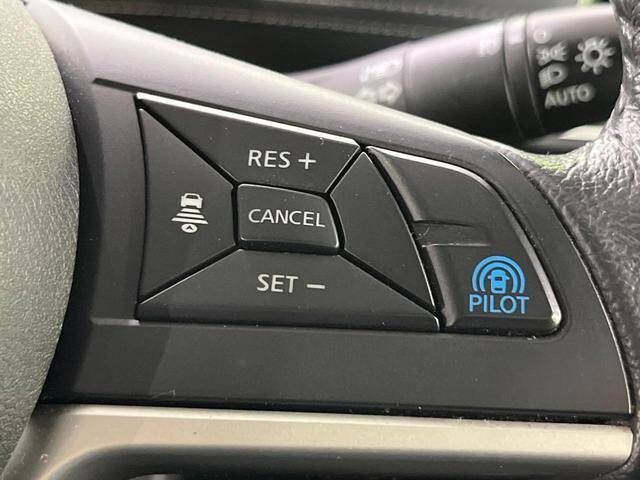 AUTO
RES +
CANCEL
SET −
PILOT